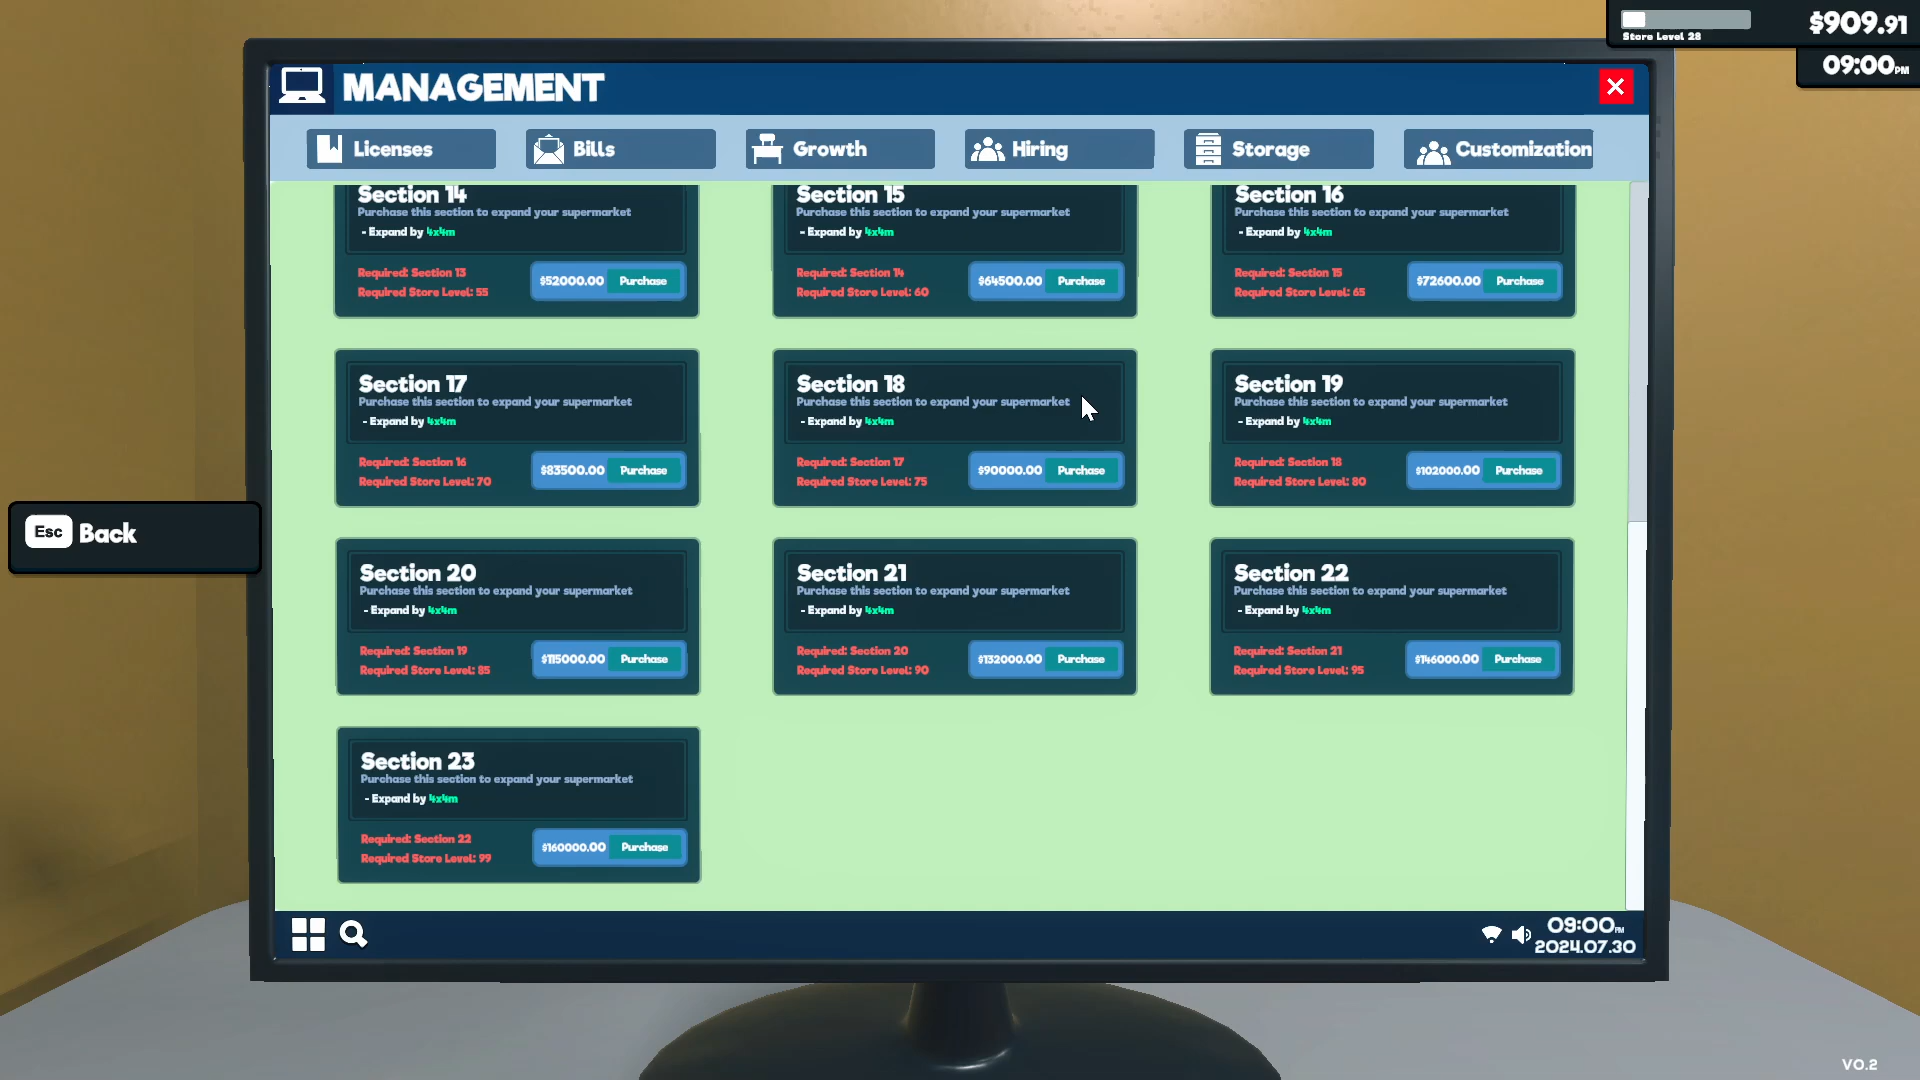 $909.91
Store Level 28
09:00PM
MANAGEMENT
Licenses
Bills
Growth
Hiring
Storage
Customization
Section 14
Purchase this section to expand your supermarket
- Expand by 4x4m
Required: Section 13
Required Store Level: 55
$52000.00
Purchase
Section 15
Purchase this section to expand your supermarket
- Expand by 4x4m
Required: Section 14
Required Store Level: 60
$64500.00
Purchase
Section 16
Purchase this section to expand your supermarket
- Expand by 4x4m
Required: Section 15
Required Store Level: 65
$72600.00
Purchase
Section 17
Purchase this section to expand your supermarket
- Expand by 4x4m
Required: Section 16
Required Store Level: 70
$83500.00
Purchase
Section 18
Purchase this section to expand your supermarket
- Expand by 4x4m
Required: Section 17
Required Store Level: 75
$90000.00
Purchase
Section 19
Purchase this section to expand your supermarket
- Expand by 4x4m
Required: Section 18
Required Store Level: 80
$102000.00
Purchase
Esc Back
Section 20
Purchase this section to expand your supermarket
- Expand by 4x4m
Required: Section 19
Required Store Level: 85
$115000.00
Purchase
Section 21
Purchase this section to expand your supermarket
- Expand by 4x4m
Required: Section 20
Required Store Level: 90
$132000.00
Purchase
Section 22
Purchase this section to expand your supermarket
- Expand by 4x4m
Required: Section 21
Required Store Level: 95
$146000.00
Purchase
Section 23
Purchase this section to expand your supermarket
- Expand by 4x4m
Required: Section 22
Required Store Level: 99
$160000.00
Purchase
09:00PM
2024.07.30
V0.2